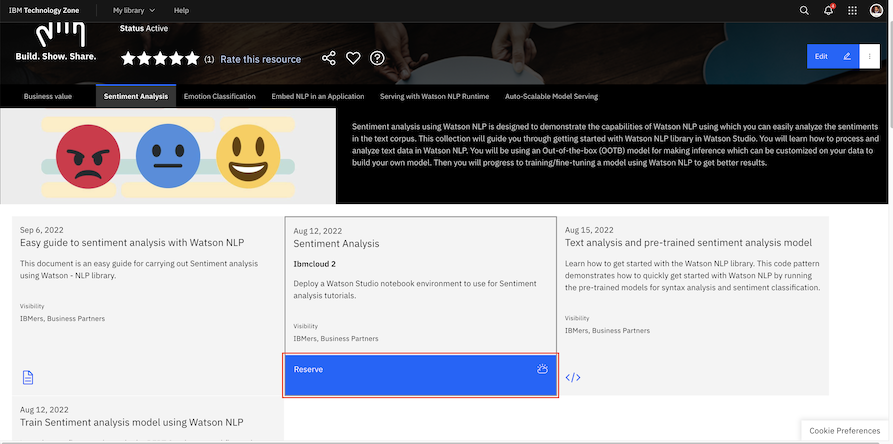 IBM Technology Zone
My library
Help
Status Active
Build. Show. Share.
(1)
Rate this resource
Edit
Business value
Sentiment Analysis
Emotion Classification
Embed NLP in an Application
Serving with Watson NLP Runtime
Auto-Scalable Model Serving
Sentiment analysis using Watson NLP is designed to demonstrate the capabilities of Watson NLP using which you can easily analyze the sentiments
in the text corpus. This collection will guide you through getting started with Watson NLP library in Watson Studio. You will learn how to process and
analyze text data in Watson NLP. You will be using an Out-of-the-box (OOTB) model for making inference which can be customized on your data to
build your own model. Then you will progress to training/fine-tuning a model using Watson NLP to get better results.
Sep 6, 2022
Easy guide to sentiment analysis with Watson NLP
This document is an easy guide for carrying out Sentiment analysis
using Watson - NLP library.
Visibility
IBMers, Business Partners
Aug 12, 2022
Sentiment Analysis
Ibmcloud 2
Deploy a Watson Studio notebook environment to use for Sentiment
analysis tutorials.
Visibility
IBMers, Business Partners
Reserve
Aug 15, 2022
Text analysis and pre-trained sentiment analysis model
Learn how to get started with the Watson NLP library. This code pattern
demonstrates how to quickly get started with Watson NLP by running
the pre-trained models for syntax analysis and sentiment classification.
Visibility
IBMers, Business Partners
</>
Aug 12, 2022
Train Sentiment analysis model using Watson NLP
Cookie Preferences